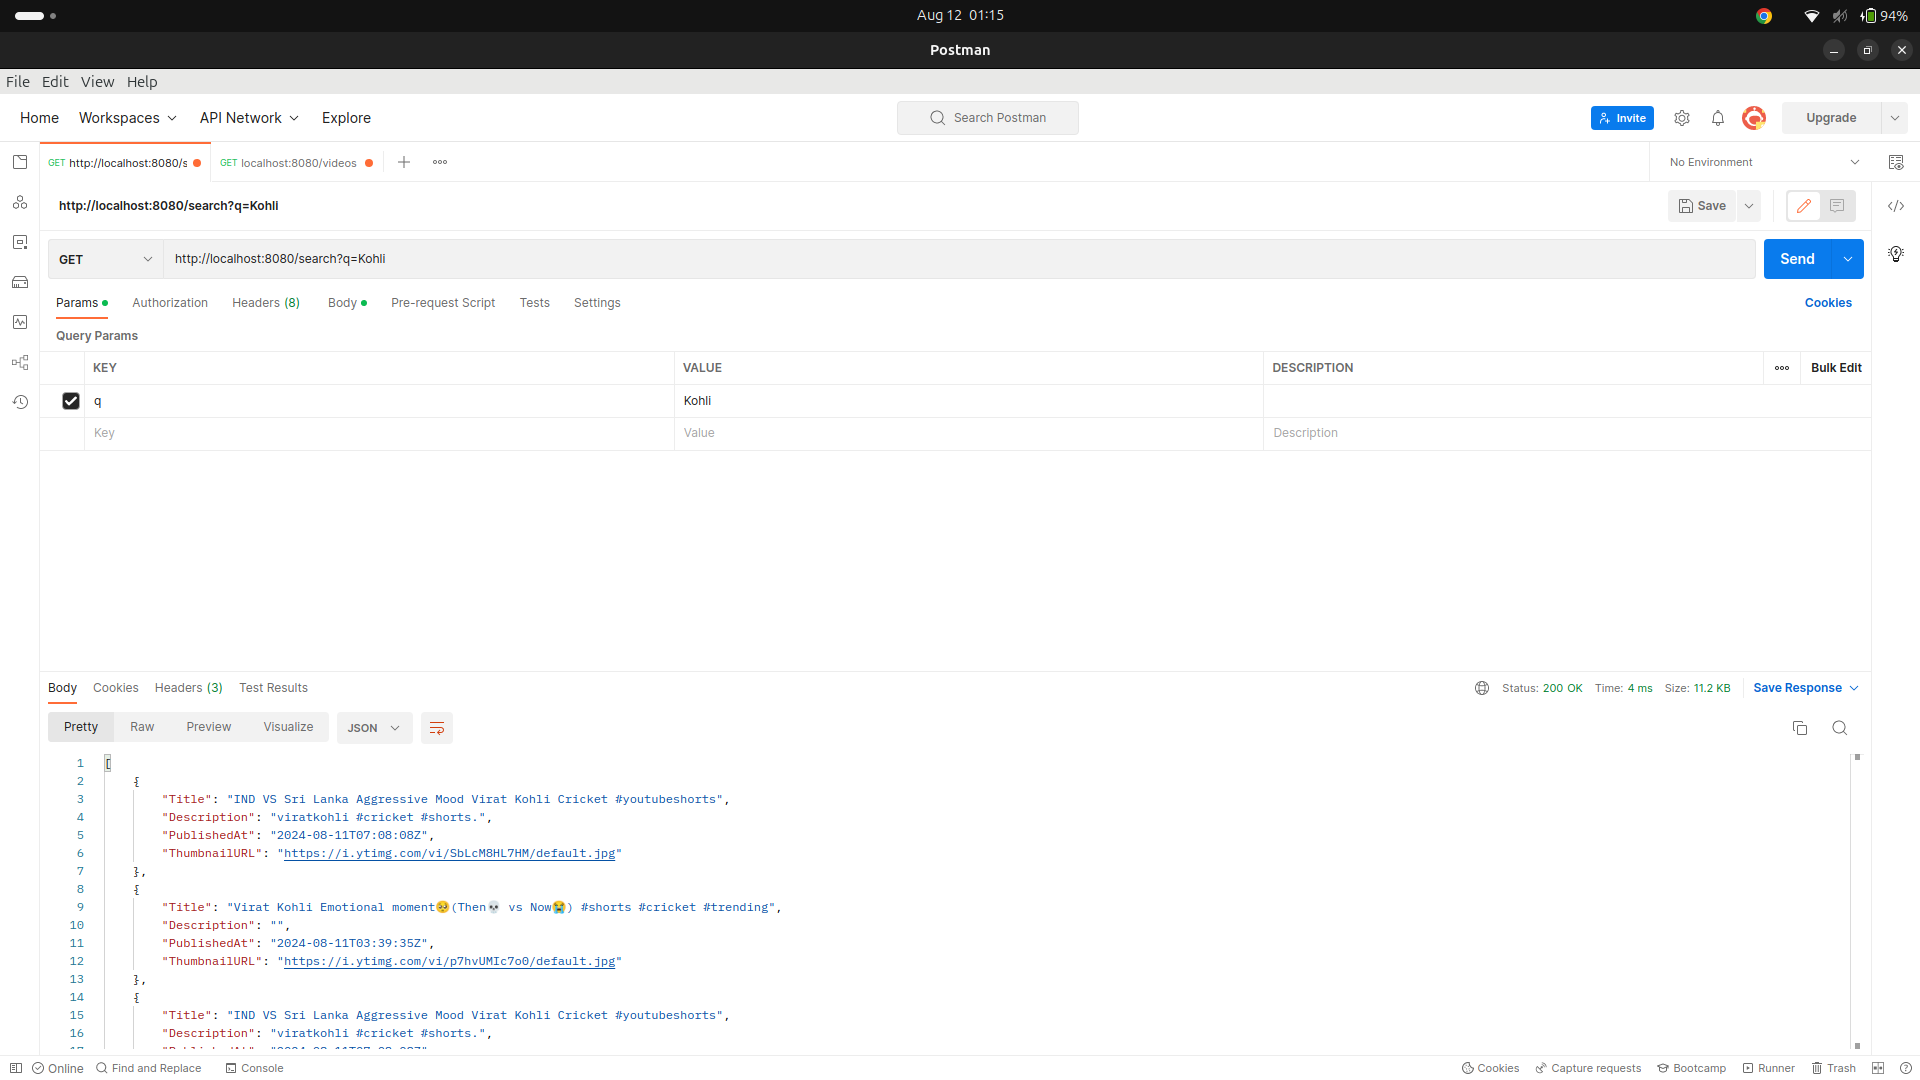 Aug 12 01:15
94%
Postman
File Edit View Help
Home Workspaces API Network Explore
Search Postman
Invite
Upgrade
GET http://localhost:8080/s
GET localhost:8080/videos
No Environment
http://localhost:8080/search?q=Kohli
Save
GET http://localhost:8080/search?q=Kohli
Send
Params Authorization Headers (8) Body Pre-request Script Tests Settings
Cookies
Query Params
KEY VALUE DESCRIPTION Bulk Edit
q Kohli
Key Value Description
Body Cookies Headers (3) Test Results
Status: 200 OK Time: 4 ms Size: 11.2 KB Save Response
Pretty Raw Preview Visualize JSON
1 [
2 {
3 "Title": "IND VS Sri Lanka Aggressive Mood Virat Kohli Cricket #youtubeshorts",
4 "Description": "viratkohli #cricket #shorts.",
5 "PublishedAt": "2024-08-11T07:08:08Z",
6 "ThumbnailURL": "https://i.ytimg.com/vi/SbLcM8HL7HM/default.jpg"
7 },
8 {
9 "Title": "Virat Kohli Emotional moment🥺(Then💀 vs Now😭) #shorts #cricket #trending",
10 "Description": "",
11 "PublishedAt": "2024-08-11T03:39:35Z",
12 "ThumbnailURL": "https://i.ytimg.com/vi/p7hvUMIc7o0/default.jpg"
13 },
14 {
15 "Title": "IND VS Sri Lanka Aggressive Mood Virat Kohli Cricket #youtubeshorts",
16 "Description": "viratkohli #cricket #shorts.",
Online Find and Replace Console
Cookies Capture requests Bootcamp Runner Trash